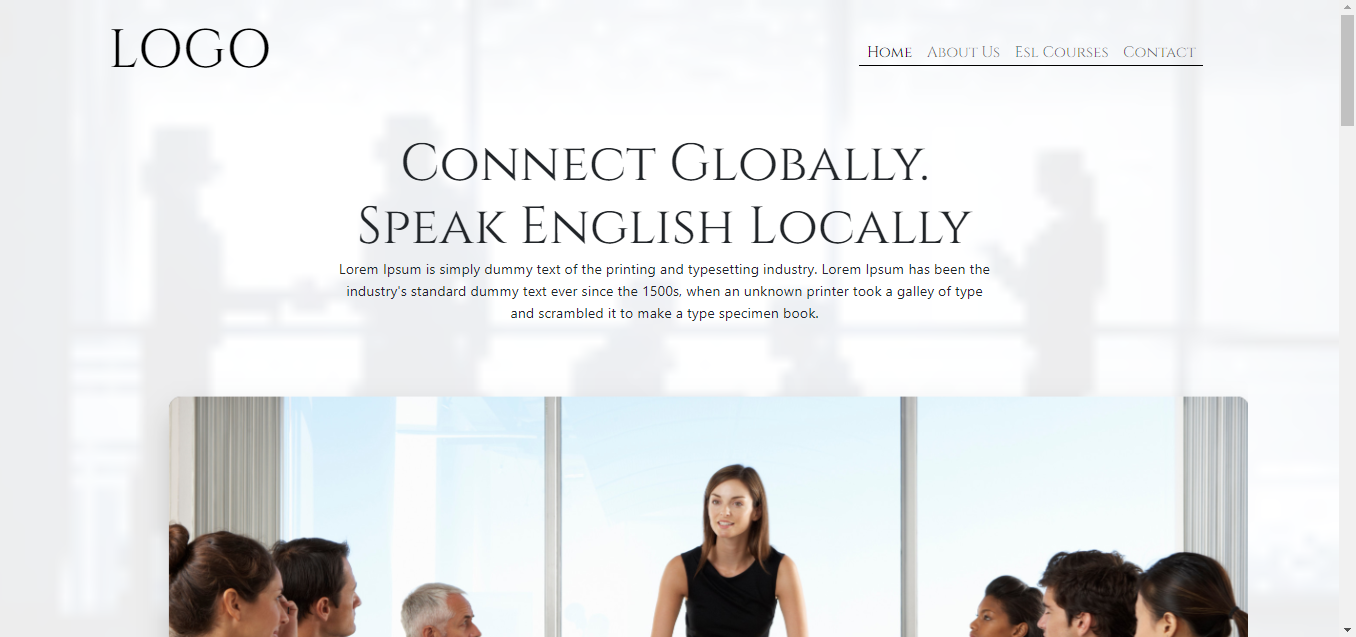 LOGO
Home About Us Esl Courses Contact
Connect Globally.
Speak English Locally
Lorem Ipsum is simply dummy text of the printing and typesetting industry. Lorem Ipsum has been the
industry's standard dummy text ever since the 1500s, when an unknown printer took a galley of type
and scrambled it to make a type specimen book.